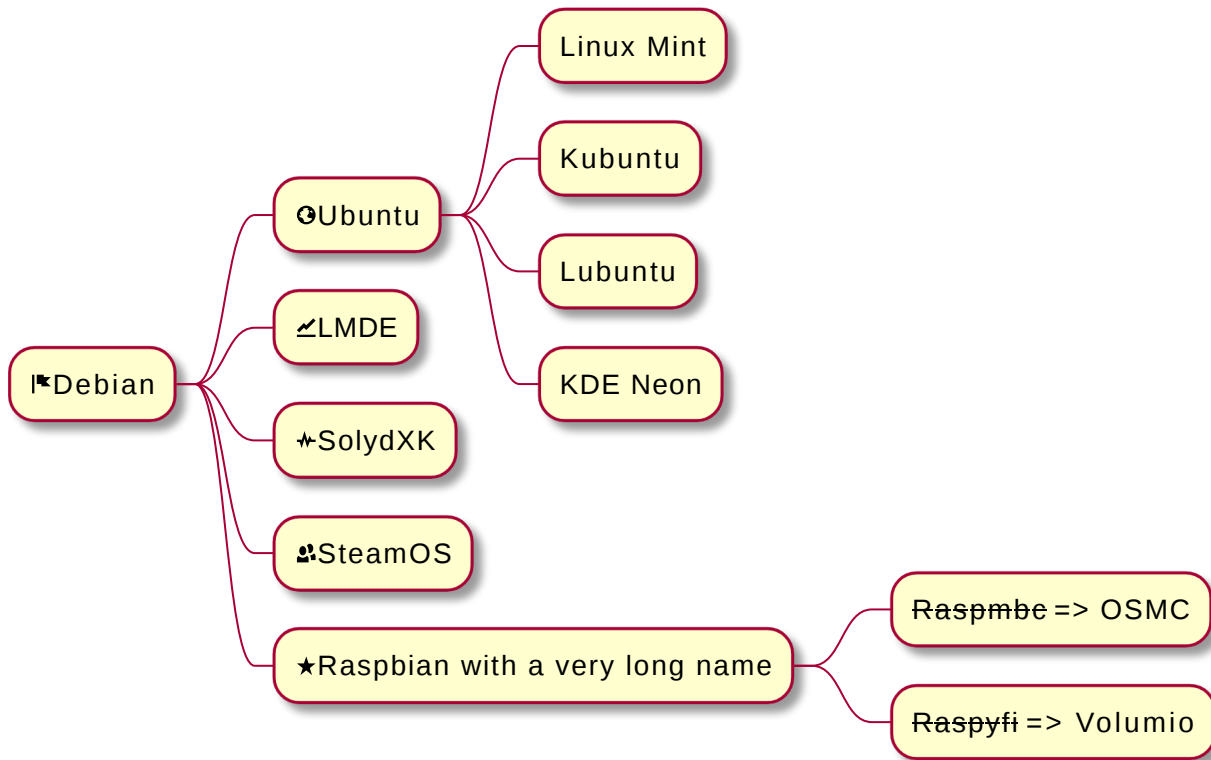 Debian
Ubuntu
Linux Mint
Kubuntu
Lubuntu
KDE Neon
LMDE
SolydXK
SteamOS
Raspbian with a very long name
Raspmbc => OSMC
Raspyfi => Volumio